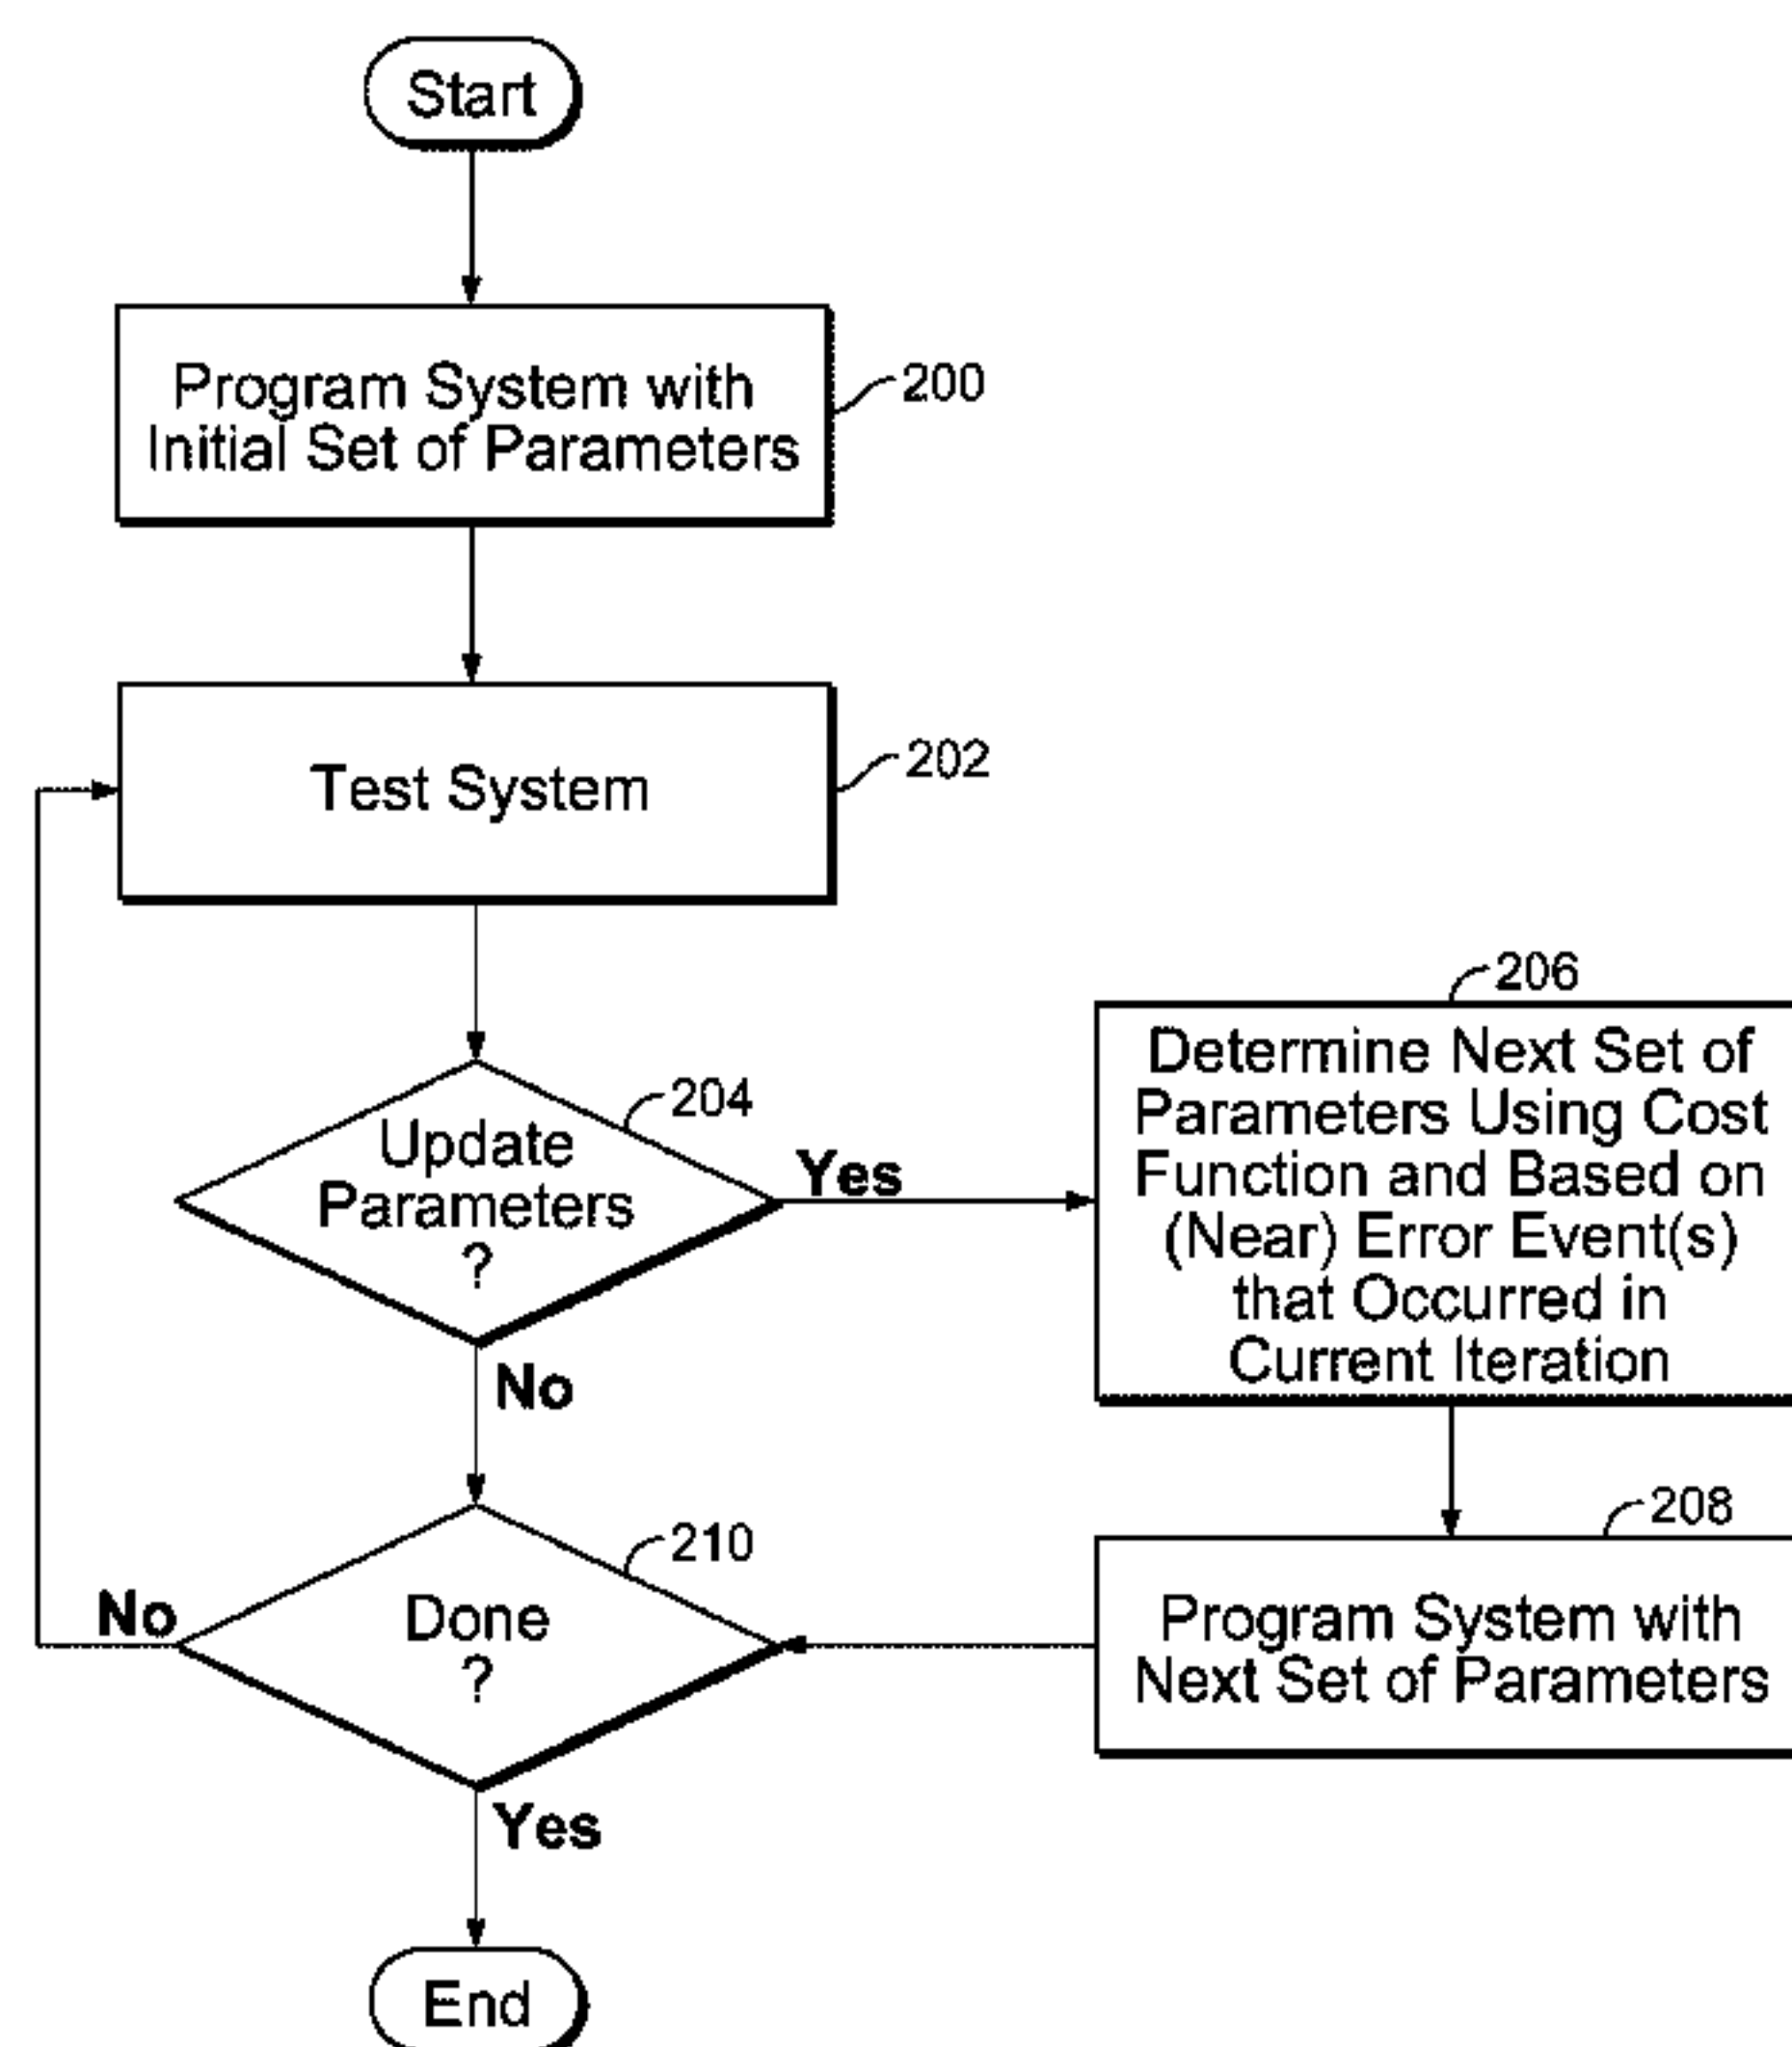 Start
Program System with
Initial Set of Parameters
200
Test System
202
Update
Parameters
?
204
Yes
No
206
Determine Next Set of
Parameters Using Cost
Function and Based on
(Near) Error Event(s)
that Occurred in
Current Iteration
208
Program System with
Next Set of Parameters
210
Done
?
No
Yes
End